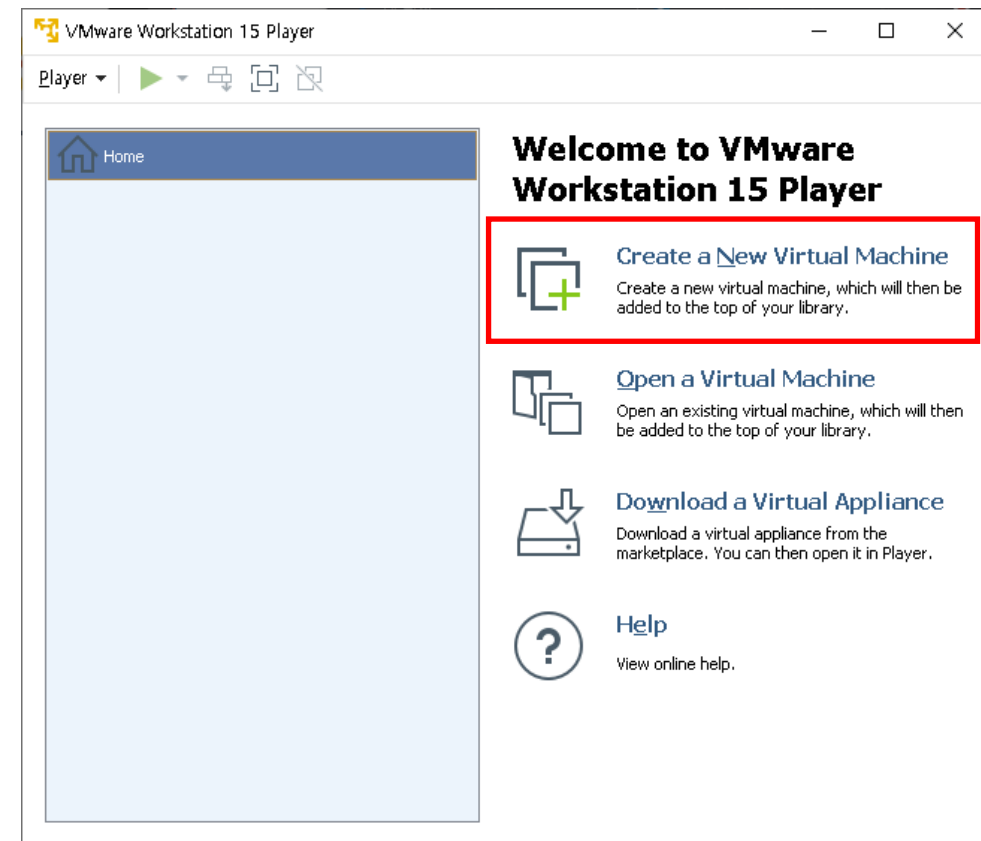 VMware Workstation 15 Player
Player
Home
Welcome to VMware
Workstation 15 Player
Create a New Virtual Machine
Create a new virtual machine, which will then be
added to the top of your library.
Open a Virtual Machine
Open an existing virtual machine, which will then
be added to the top of your library.
Download a Virtual Appliance
Download a virtual appliance from the
marketplace. You can then open it in Player.
?
Help
View online help.